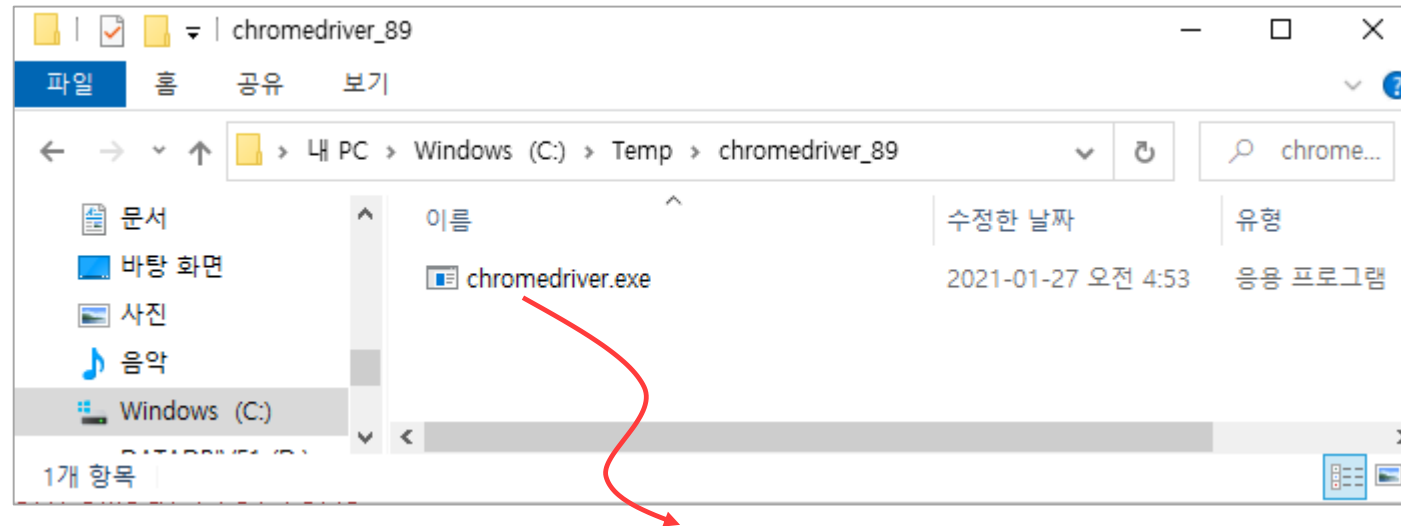 chromedriver_89
파일 홈 공유 보기
내 PC > Windows (C:) > Temp > chromedriver_89
chrome...
문서
바탕 화면
사진
음악
Windows (C:)
이름 수정한 날짜 유형
chromedriver.exe 2021-01-27 오전 4:53 응용 프로그램
1개 항목